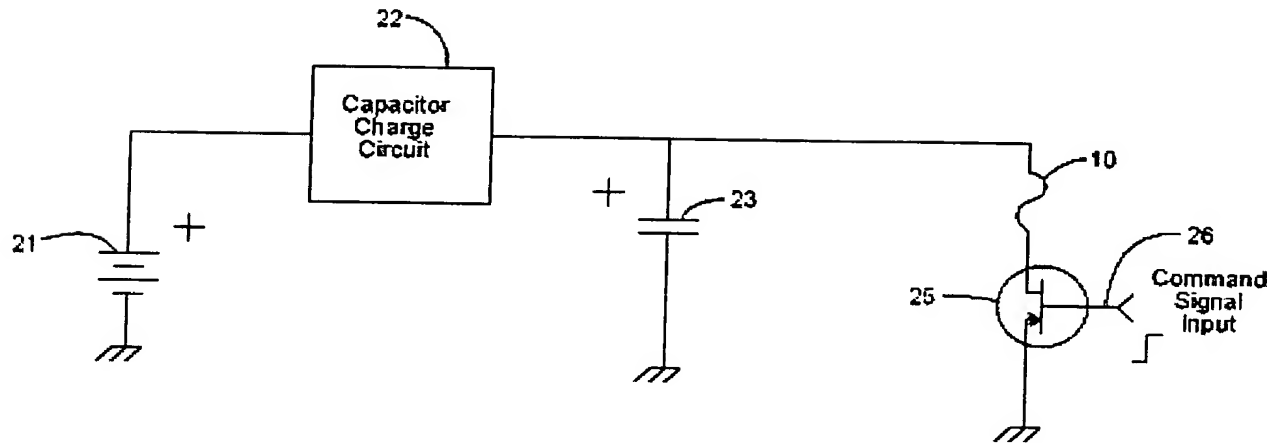 22
Capacitor
Charge
Circuit
10
+
23
+
21
26
25
Command
Signal
Input